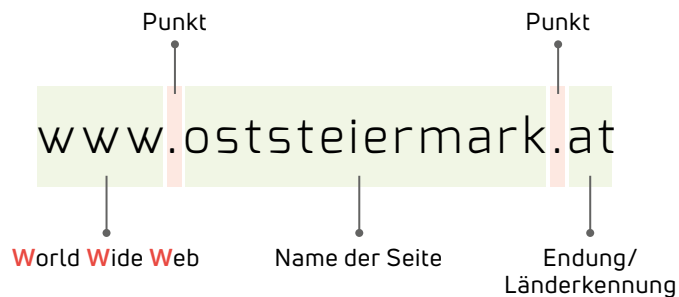 Punkt
Punkt
www.oststeiermark.at
World Wide Web
Name der Seite
Endung/
Länderkennung